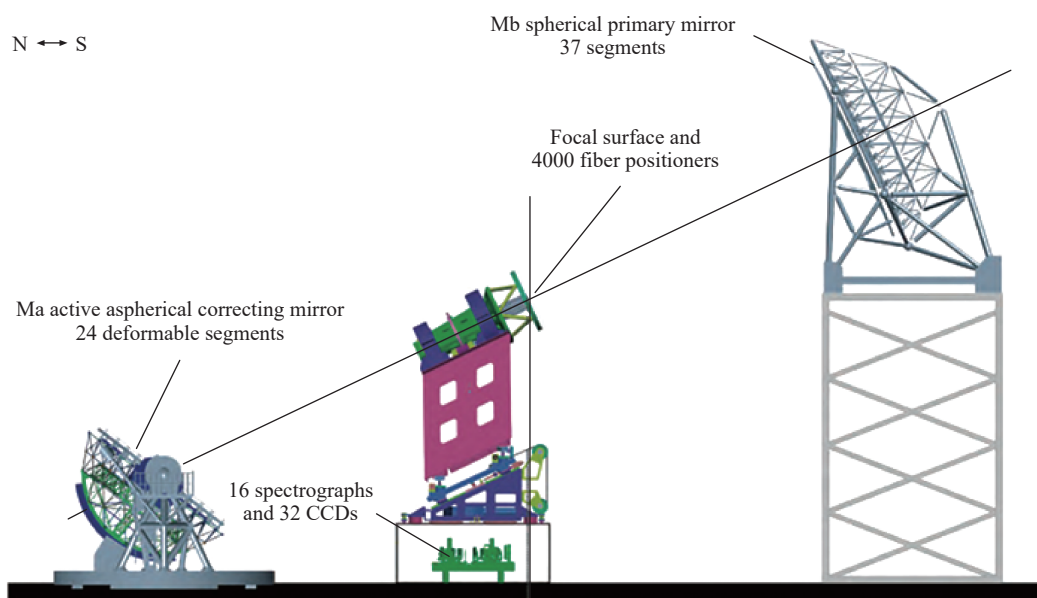 Mb spherical primary mirror
37 segments
N ↔ S
Focal surface and
4000 fiber positioners
Ma active aspherical correcting mirror
24 deformable segments
16 spectrographs
and 32 CCDs